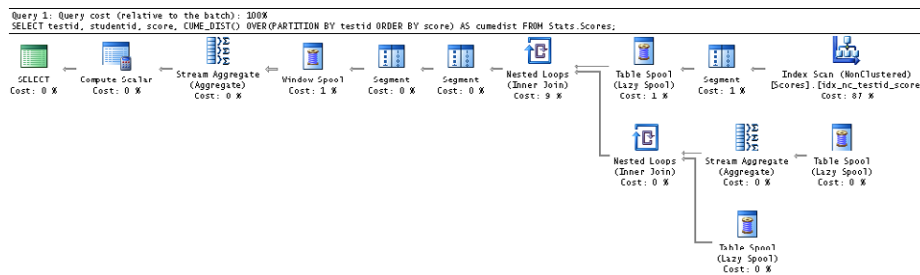 Query 1: Query cost (relative to the batch): 100%
SELECT testid, studentid, score, CUME_DIST() OVER(PARTITION BY testid ORDER BY score) AS cumedist FROM Stats.Scores;
SELECT
Cost: 0 %
Compute Scalar
Cost: 0 %
Stream Aggregate
(Aggregate)
Cost: 0 %
Window Spool
Cost: 1 %
Segment
Cost: 0 %
Segment
Cost: 0 %
Nested Loops
(Inner Join)
Cost: 9 %
Table Spool
(Lazy Spool)
Cost: 1 %
Segment
Cost: 1 %
Index Scan (NonClustered)
[Scores].[idx_nc_testid_score
Cost: 87 %
Nested Loops
(Inner Join)
Cost: 0 %
Stream Aggregate
(Aggregate)
Cost: 0 %
Table Spool
(Lazy Spool)
Cost: 0 %
Table Spool
(Lazy Spool)
Cost: 0 %